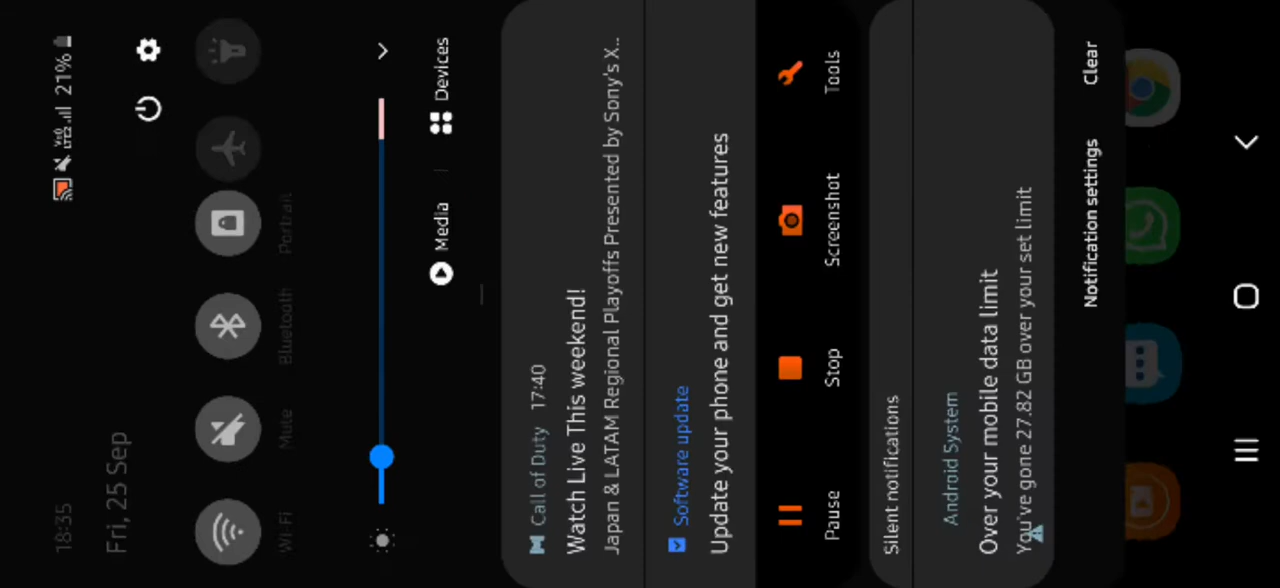 18:35
Vo)) LTE2 21%
Fri, 25 Sep
Wi-Fi Mute Bluetooth Portrait
Media | Devices
Call of Duty 17:40
Watch Live This weekend!
Japan & LATAM Regional Playoffs Presented by Sony's X..
Software update
Update your phone and get new features
Pause Stop Screenshot Tools
Silent notifications
Android System
Over your mobile data limit
You've gone 27.82 GB over your set limit
Notification settings Clear